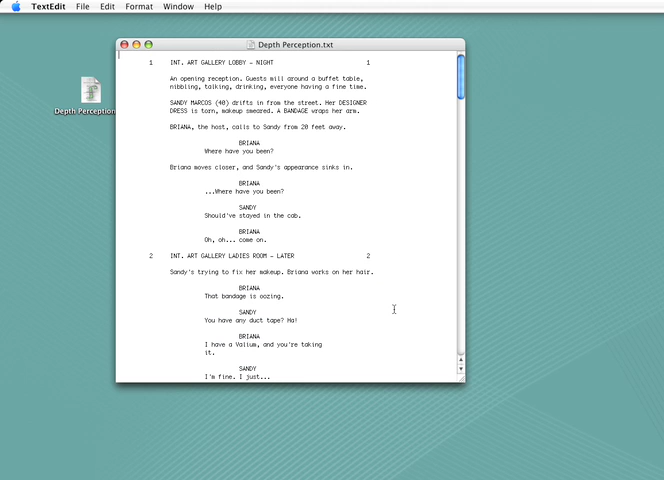 TextEdit File Edit Format Window Help
Depth Perception.txt
Depth Perception
1 INT. ART GALLERY LOBBY – NIGHT 1
An opening reception. Guests mill around a buffet table,
nibbling, talking, drinking, everyone having a fine time.
SANDY MARCOS (40) drifts in from the street. Her DESIGNER
DRESS is torn, makeup smeared. A BANDAGE wraps her arm.
BRIANA, the host, calls to Sandy from 20 feet away.
BRIANA
Where have you been?
Briana moves closer, and Sandy's appearance sinks in.
BRIANA
...Where have you been?
SANDY
Should've stayed in the cab.
BRIANA
Oh, oh... come on.
2 INT. ART GALLERY LADIES ROOM – LATER 2
Sandy's trying to fix her makeup. Briana works on her hair.
BRIANA
That bandage is oozing.
SANDY
You have any duct tape? Ha!
BRIANA
I have a Valium, and you're taking
it.
SANDY
I'm fine. I just...